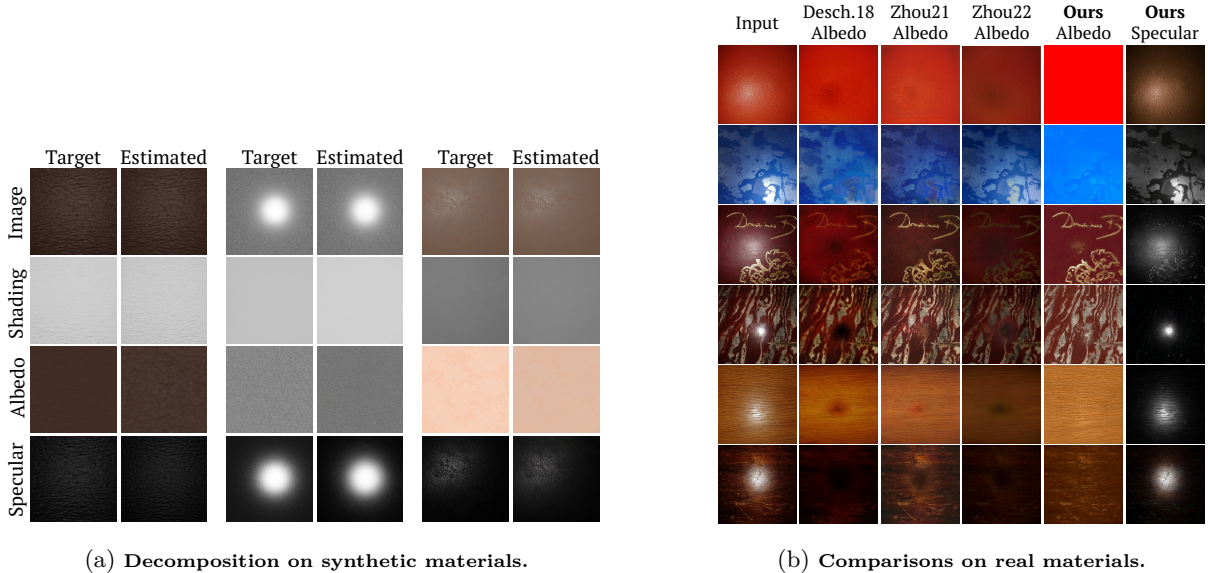 Target Estimated Target Estimated Target Estimated
Image
Shading
Albedo
Specular
(a) Decomposition on synthetic materials.
Input Desch.18 Zhou21 Zhou22 Ours Ours
Albedo Albedo Albedo Albedo Specular
(b) Comparisons on real materials.